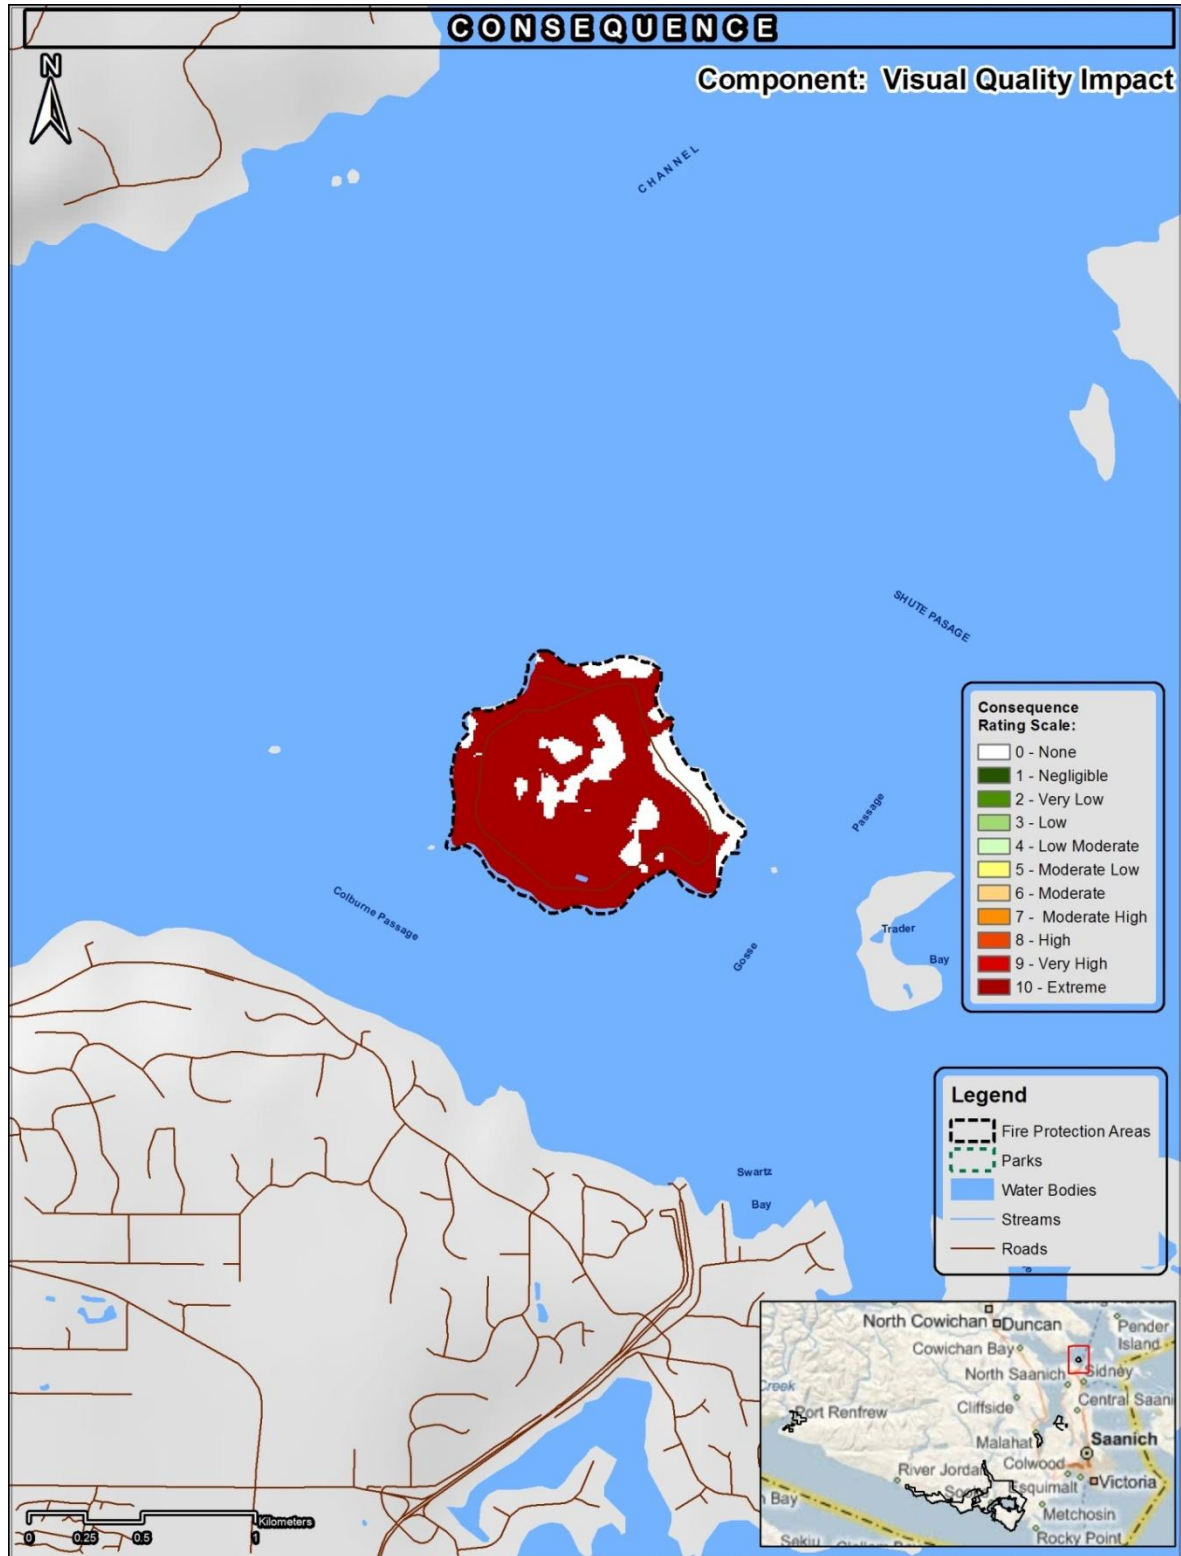 CONSEQUENCE
N
Component: Visual Quality Impact
CHANNEL
SHUTE PASAGE
Consequence
Rating Scale:
0 - None
1 - Negligible
2 - Very Low
3 - Low
4 - Low Moderate
5 - Moderate Low
6 - Moderate
7 - Moderate High
8 - High
9 - Very High
10 - Extreme
Passage
Colburne Passage
Trader
Bay
Gosse
Legend
Fire Protection Areas
Parks
Water Bodies
Streams
Roads
Swartz
Bay
North Cowichan
Duncan
Pender
Island
Cowichan Bay
North Saanich
Sidney
Creek
Cliffside
Central Saani
Port Renfrew
Malahat
Saanich
Colwood
River Jordan
Sooke
Esquimalt
Victoria
n Bay
Metchosin
Sekiu
Rocky Point
Kilometers
0 0.25 0.5 1